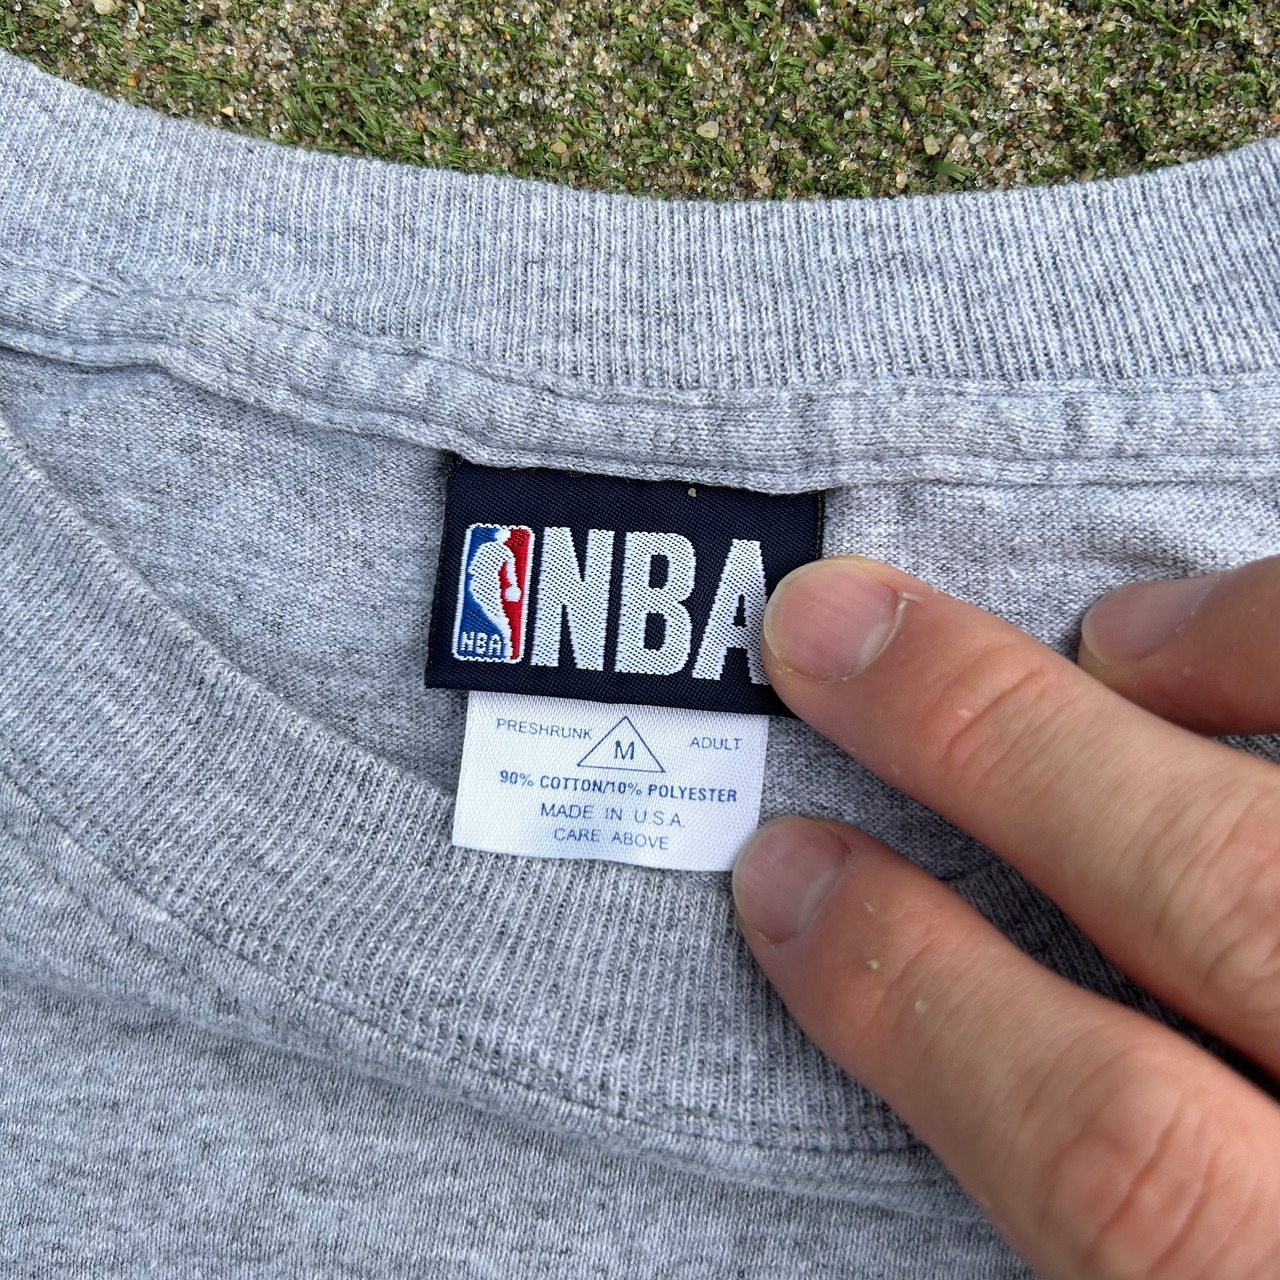 NBA
NBA
PRESHRUNK M ADULT
90% COTTON/10% POLYESTER
MADE IN U.S.A.
CARE ABOVE